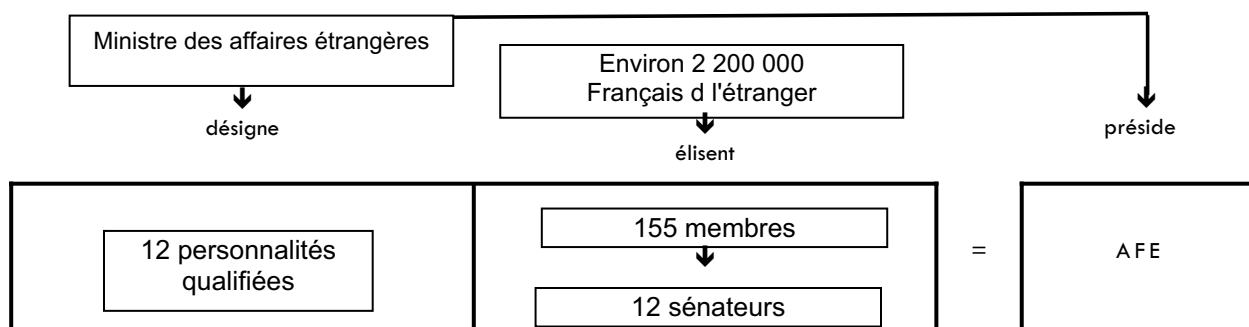 Ministre des affaires étrangères
Environ 2 200 000
Français d l'étranger
désigne
préside
élisent
12 personnalités
qualifiées
155 membres
12 sénateurs
=
AFE